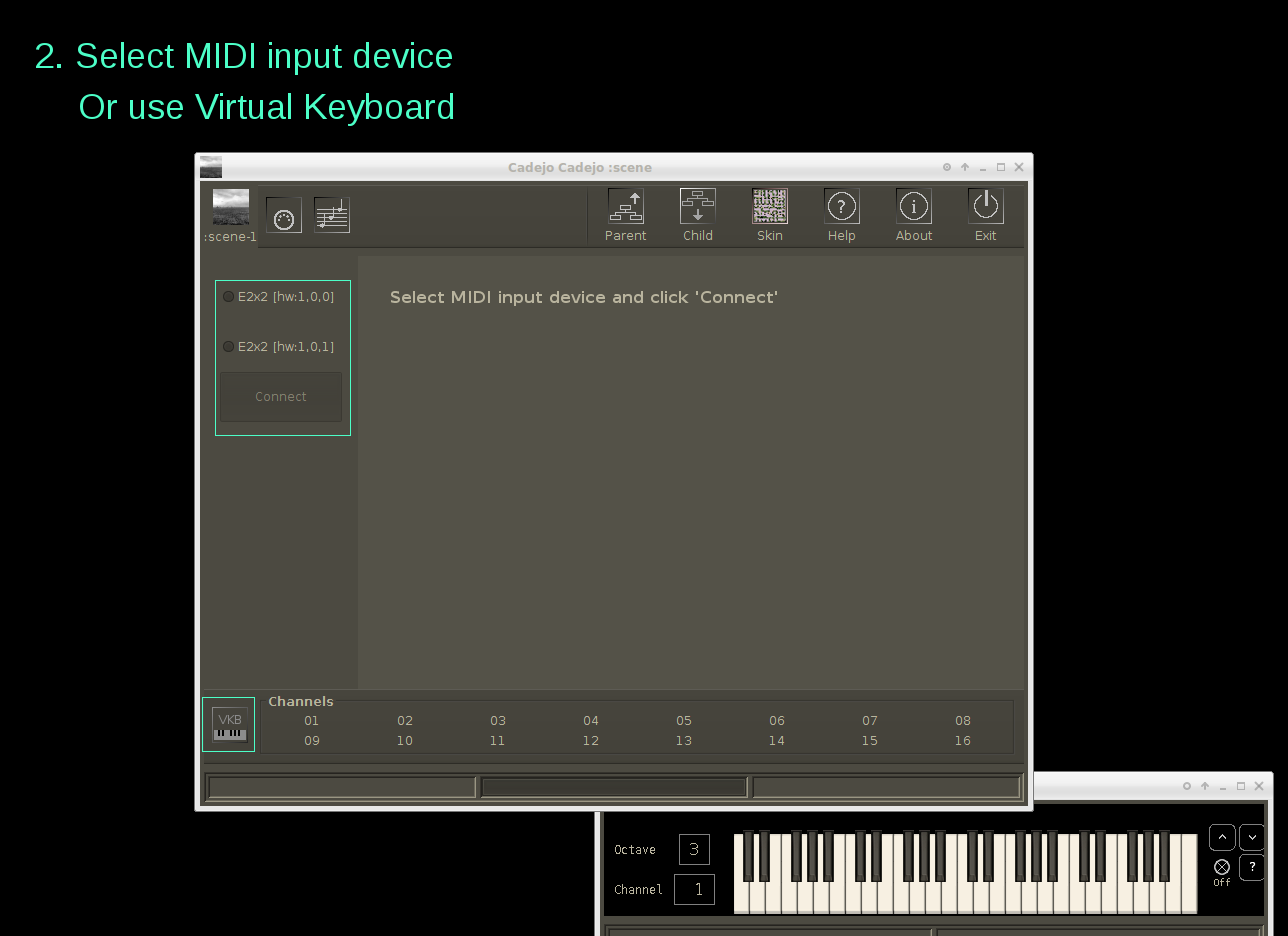 2. Select MIDI input device
Or use Virtual Keyboard
Cadejo Cadejo :scene
:scene-1
Parent Child Skin Help About Exit
E2x2 [hw:1,0,0]
Select MIDI input device and click 'Connect'
E2x2 [hw:1,0,1]
Connect
Channels
VKB
01 02 03 04 05 06 07 08
09 10 11 12 13 14 15 16
Octave 3
Channel 1
Off
?